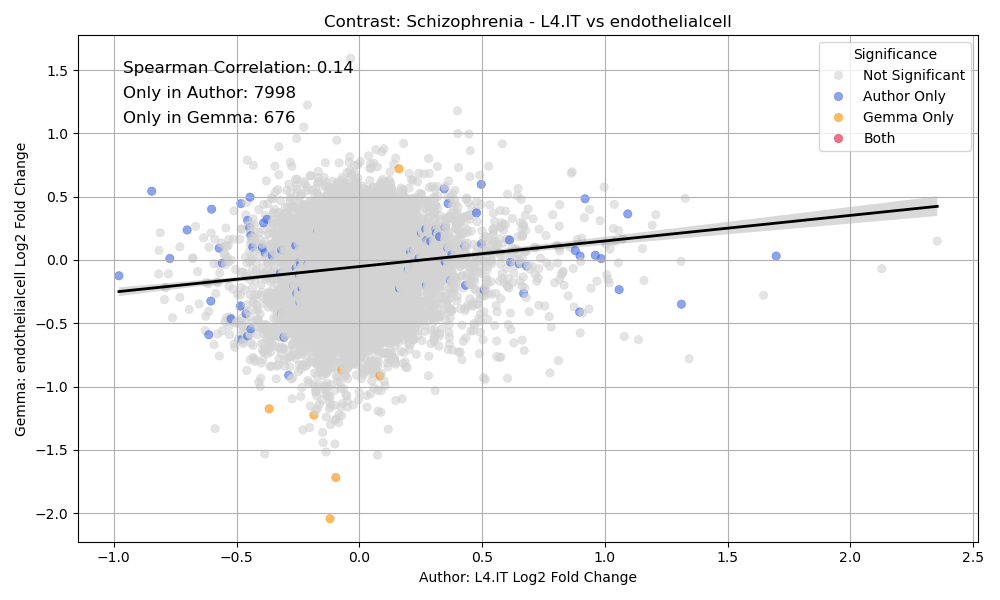 Contrast: Schizophrenia - L4.IT vs endothelialcell
Spearman Correlation: 0.14
Only in Author: 7998
Only in Gemma: 676
Significance
Not Significant
Author Only
Gemma Only
Both
Gemma: endothelialcell Log2 Fold Change
1.5
1.0
0.5
0.0
−0.5
−1.0
−1.5
−2.0
−1.0
−0.5
0.0
0.5
1.0
1.5
2.0
2.5
Author: L4.IT Log2 Fold Change